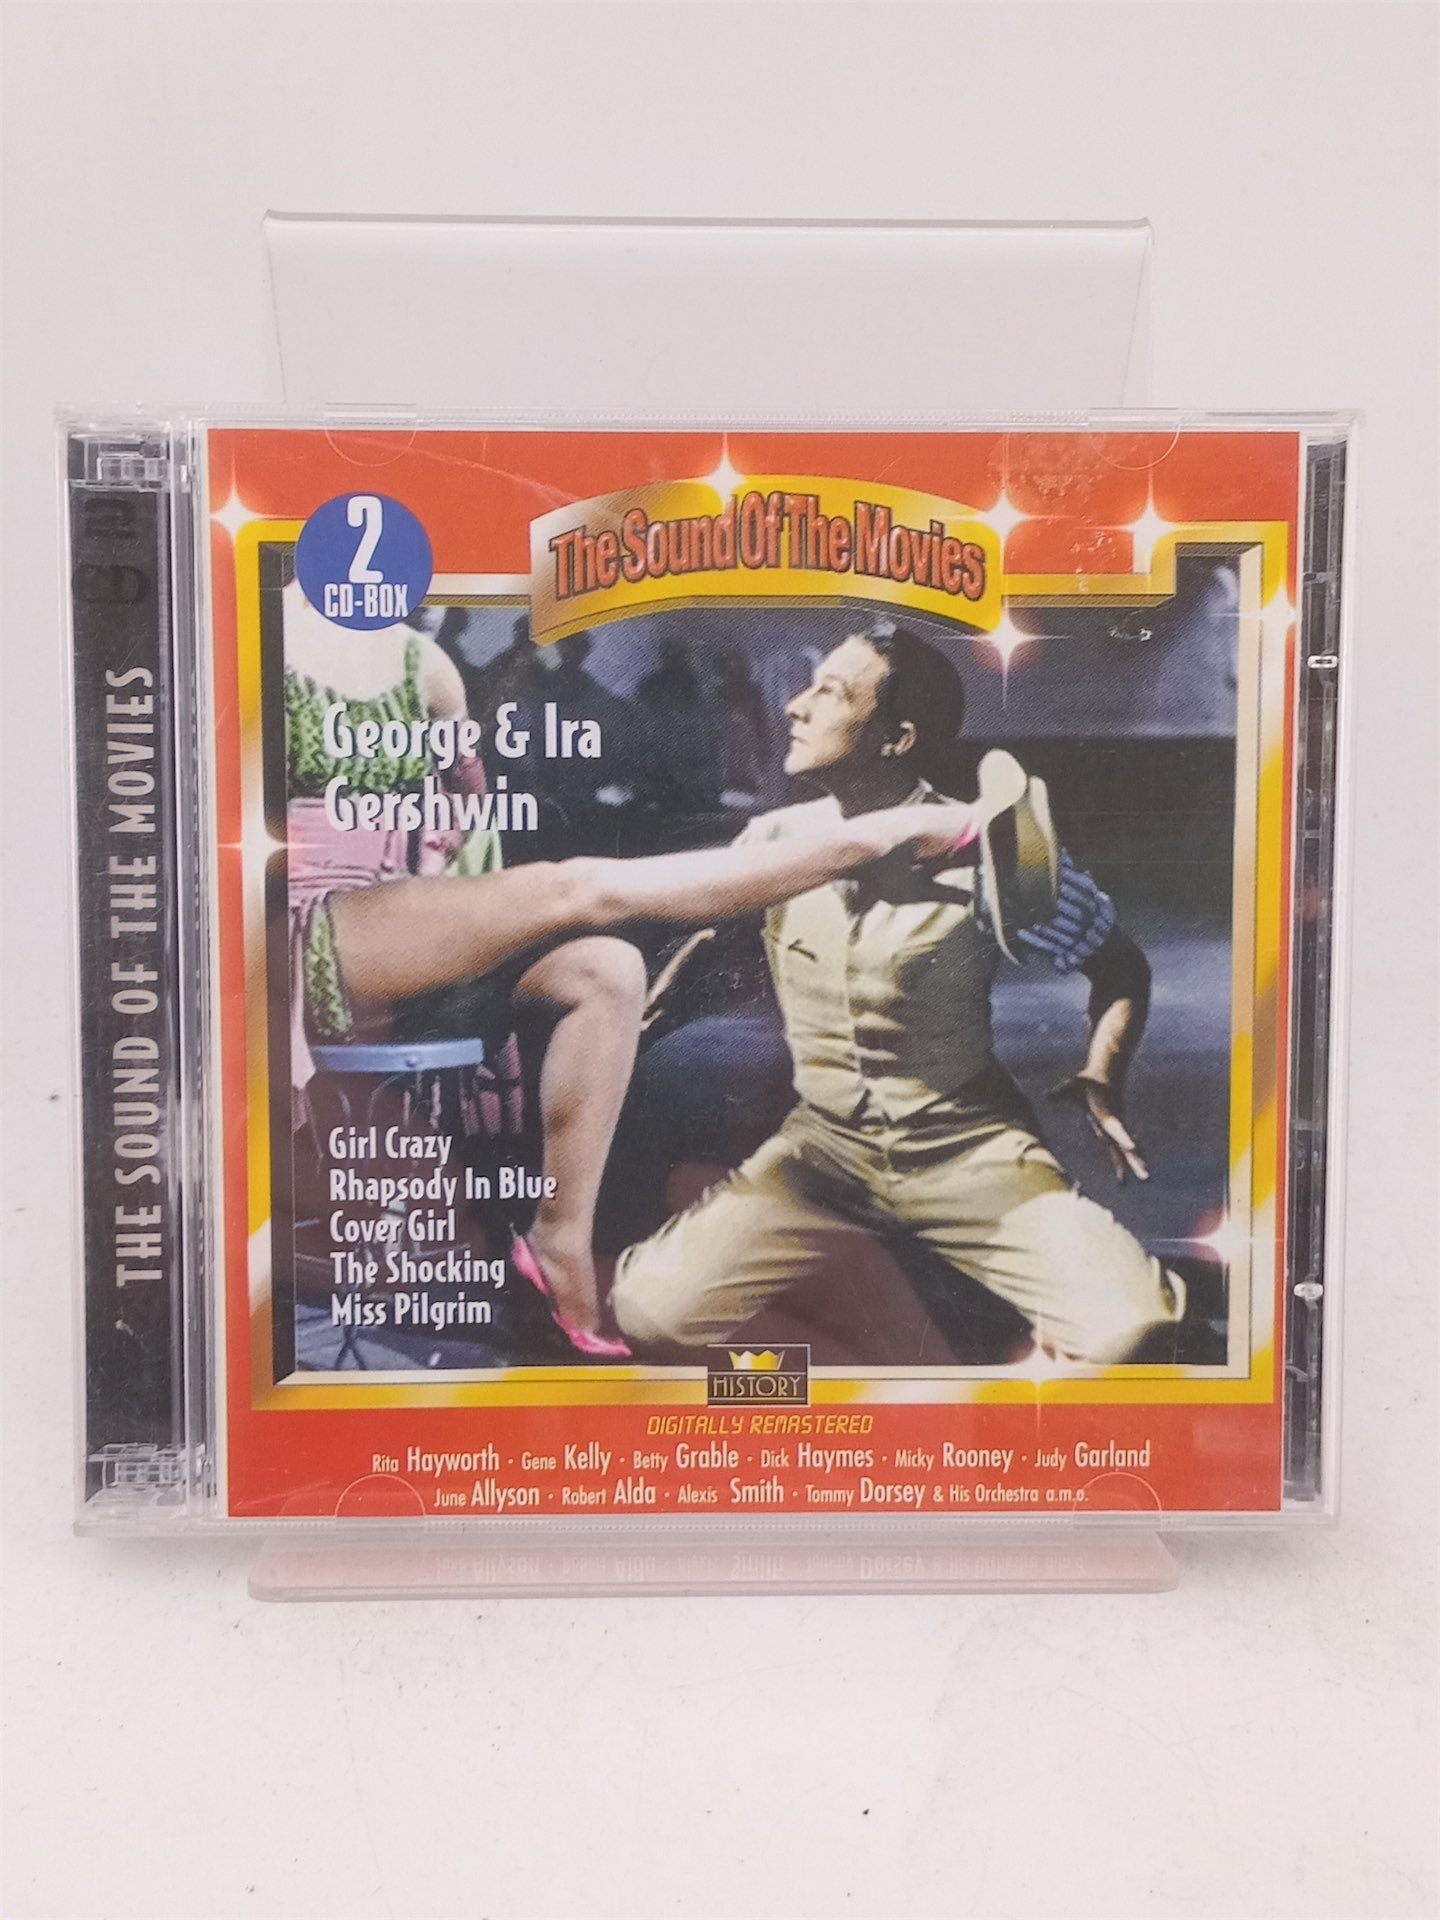 2
CD-BOX
The Sound Of The Movies
George & Ira
Gershwin
Girl Crazy
Rhapsody In Blue
Cover Girl
The Shocking
Miss Pilgrim
HISTORY
DIGITALLY REMASTERED
Rita Hayworth · Gene Kelly · Betty Grable · Dick Haymes · Micky Rooney · Judy Garland
June Allyson · Robert Alda · Alexis Smith · Tommy Dorsey & His Orchestra a.m.o.
2
CD
THE SOUND OF THE MOVIES